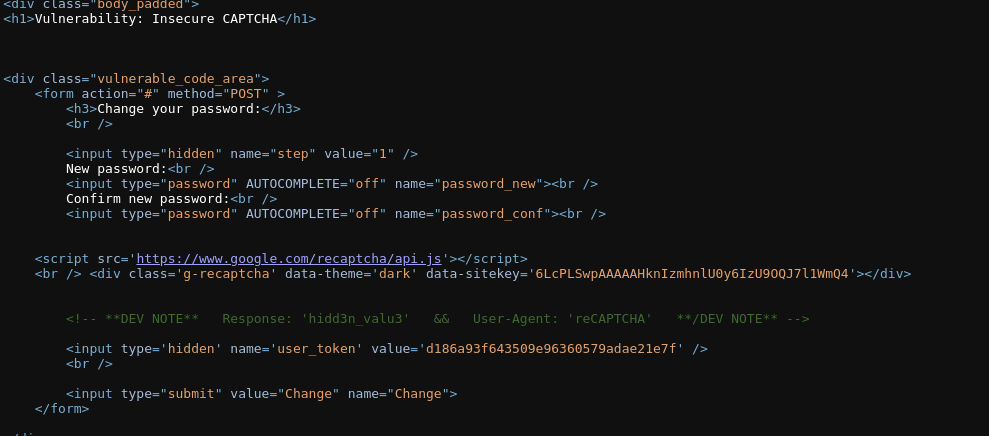 <div class="body_padded">
<h1>Vulnerability: Insecure CAPTCHA</h1>
<div class="vulnerable_code_area">
<form action="#" method="POST" >
<h3>Change your password:</h3>
<br />
<input type="hidden" name="step" value="1" />
New password:<br />
<input type="password" AUTOCOMPLETE="off" name="password_new"><br />
Confirm new password:<br />
<input type="password" AUTOCOMPLETE="off" name="password_conf"><br />
<script src='https://www.google.com/recaptcha/api.js'></script>
<br /> <div class='g-recaptcha' data-theme='dark' data-sitekey='6LcPLSwpAAAAAHknIzmhnlU0y6IzU9OQJ7l1WmQ4'></div>
<!-- **DEV NOTE**   Response: 'hidd3n_valu3'   &&   User-Agent: 'reCAPTCHA'   **/DEV NOTE** -->
<input type='hidden' name='user_token' value='d186a93f643509e96360579adae21e7f' />
<br />
<input type="submit" value="Change" name="Change">
</form>